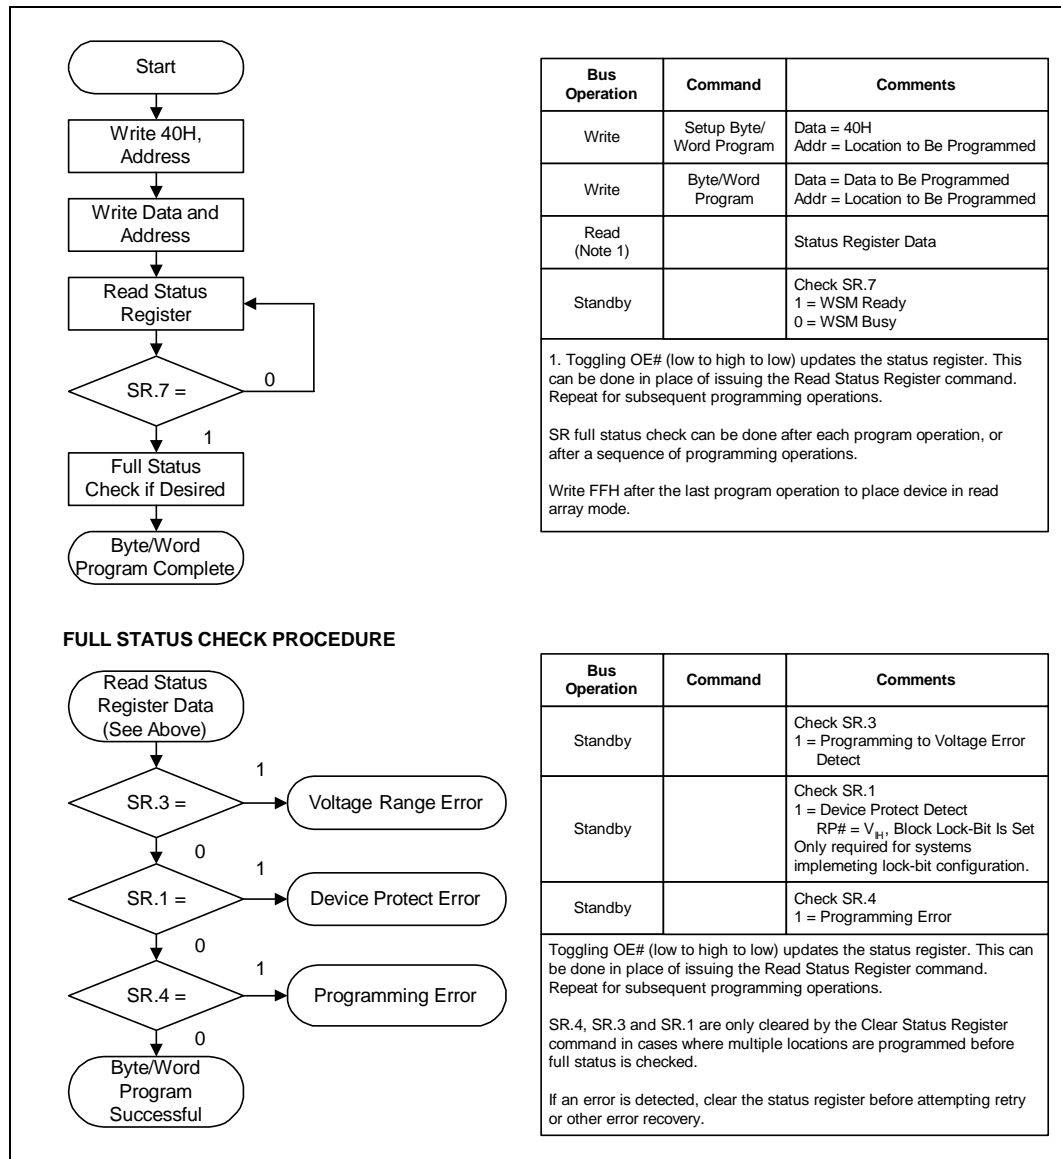 Start
Write 40H,
Address
Write Data and
Address
Read Status
Register
SR.7 =
0
1
Full Status
Check if Desired
Byte/Word
Program Complete
Bus
Operation
Command
Comments
Write
Setup Byte/
Word Program
Data = 40H
Addr = Location to Be Programmed
Write
Byte/Word
Program
Data = Data to Be Programmed
Addr = Location to Be Programmed
Read
(Note 1)
Status Register Data
Standby
Check SR.7
1 = WSM Ready
0 = WSM Busy
1. Toggling OE# (low to high to low) updates the status register. This
can be done in place of issuing the Read Status Register command.
Repeat for subsequent programming operations.
SR full status check can be done after each program operation, or
after a sequence of programming operations.
Write FFH after the last program operation to place device in read
array mode.
FULL STATUS CHECK PROCEDURE
Read Status
Register Data
(See Above)
SR.3 =
1
Voltage Range Error
0
SR.1 =
1
Device Protect Error
0
SR.4 =
1
Programming Error
0
Byte/Word
Program
Successful
Bus
Operation
Command
Comments
Standby
Check SR.3
1 = Programming to Voltage Error
Detect
Standby
Check SR.1
1 = Device Protect Detect
RP# = VIH, Block Lock-Bit Is Set
Only required for systems
implemeting lock-bit configuration.
Standby
Check SR.4
1 = Programming Error
Toggling OE# (low to high to low) updates the status register. This can
be done in place of issuing the Read Status Register command.
Repeat for subsequent programming operations.
SR.4, SR.3 and SR.1 are only cleared by the Clear Status Register
command in cases where multiple locations are programmed before
full status is checked.
If an error is detected, clear the status register before attempting retry
or other error recovery.